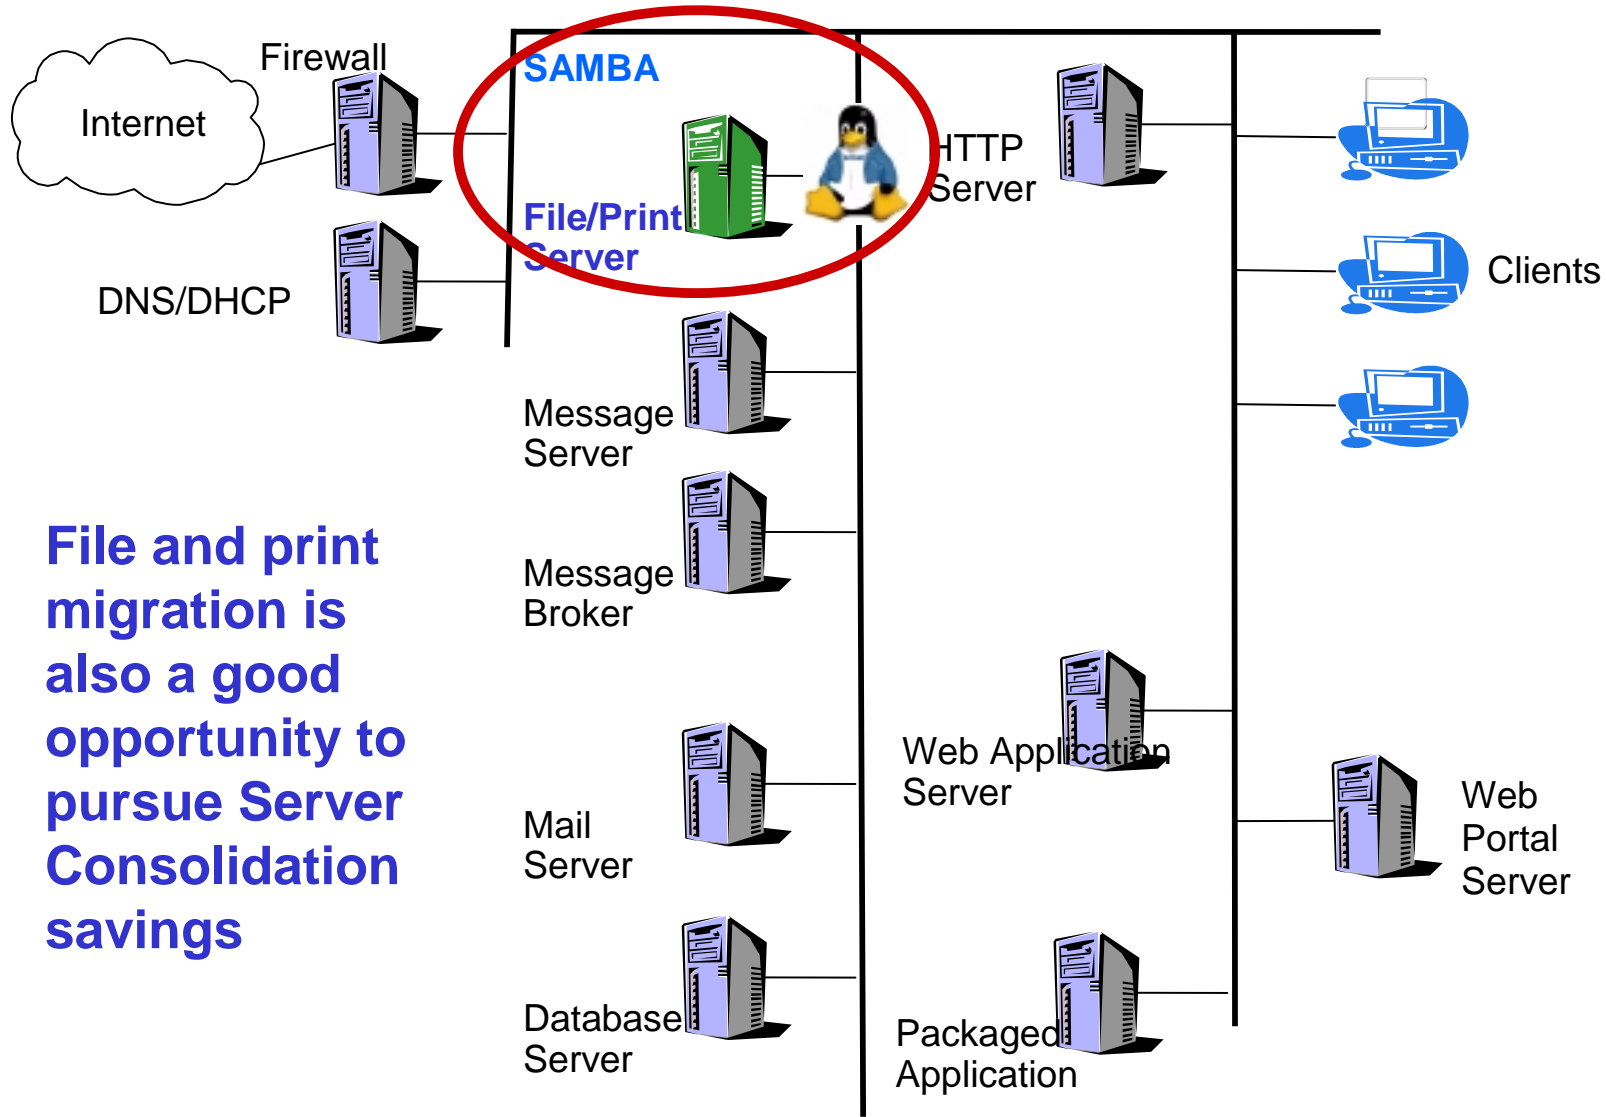 Internet
Firewall
DNS/DHCP
SAMBA
File/Print
Server
HTTP
Server
Clients
Message
Server
Message
Broker
Mail
Server
Database
Server
Web Application
Server
Packaged
Application
Web
Portal
Server
File and print
migration is
also a good
opportunity to
pursue Server
Consolidation
savings